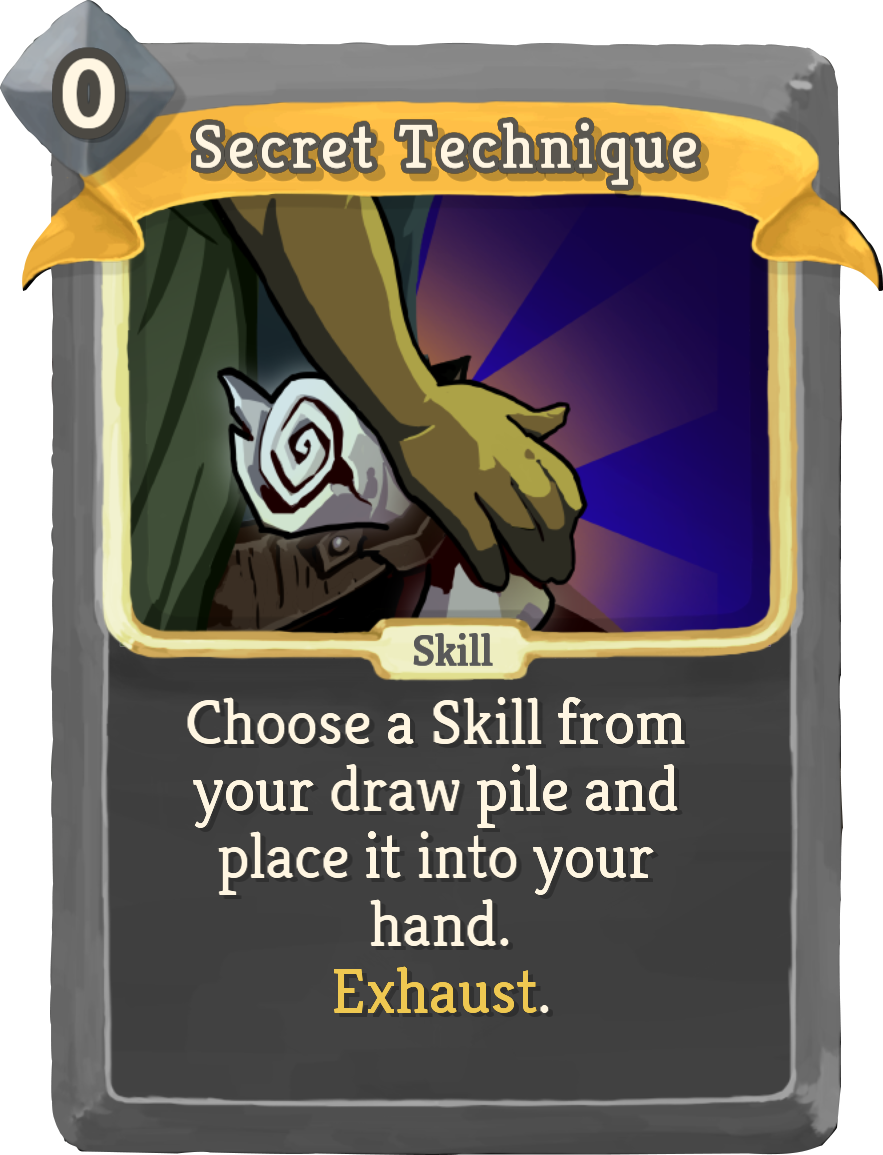 0
Secret Technique
Skill
Choose a Skill from
your draw pile and
place it into your
hand.
Exhaust.